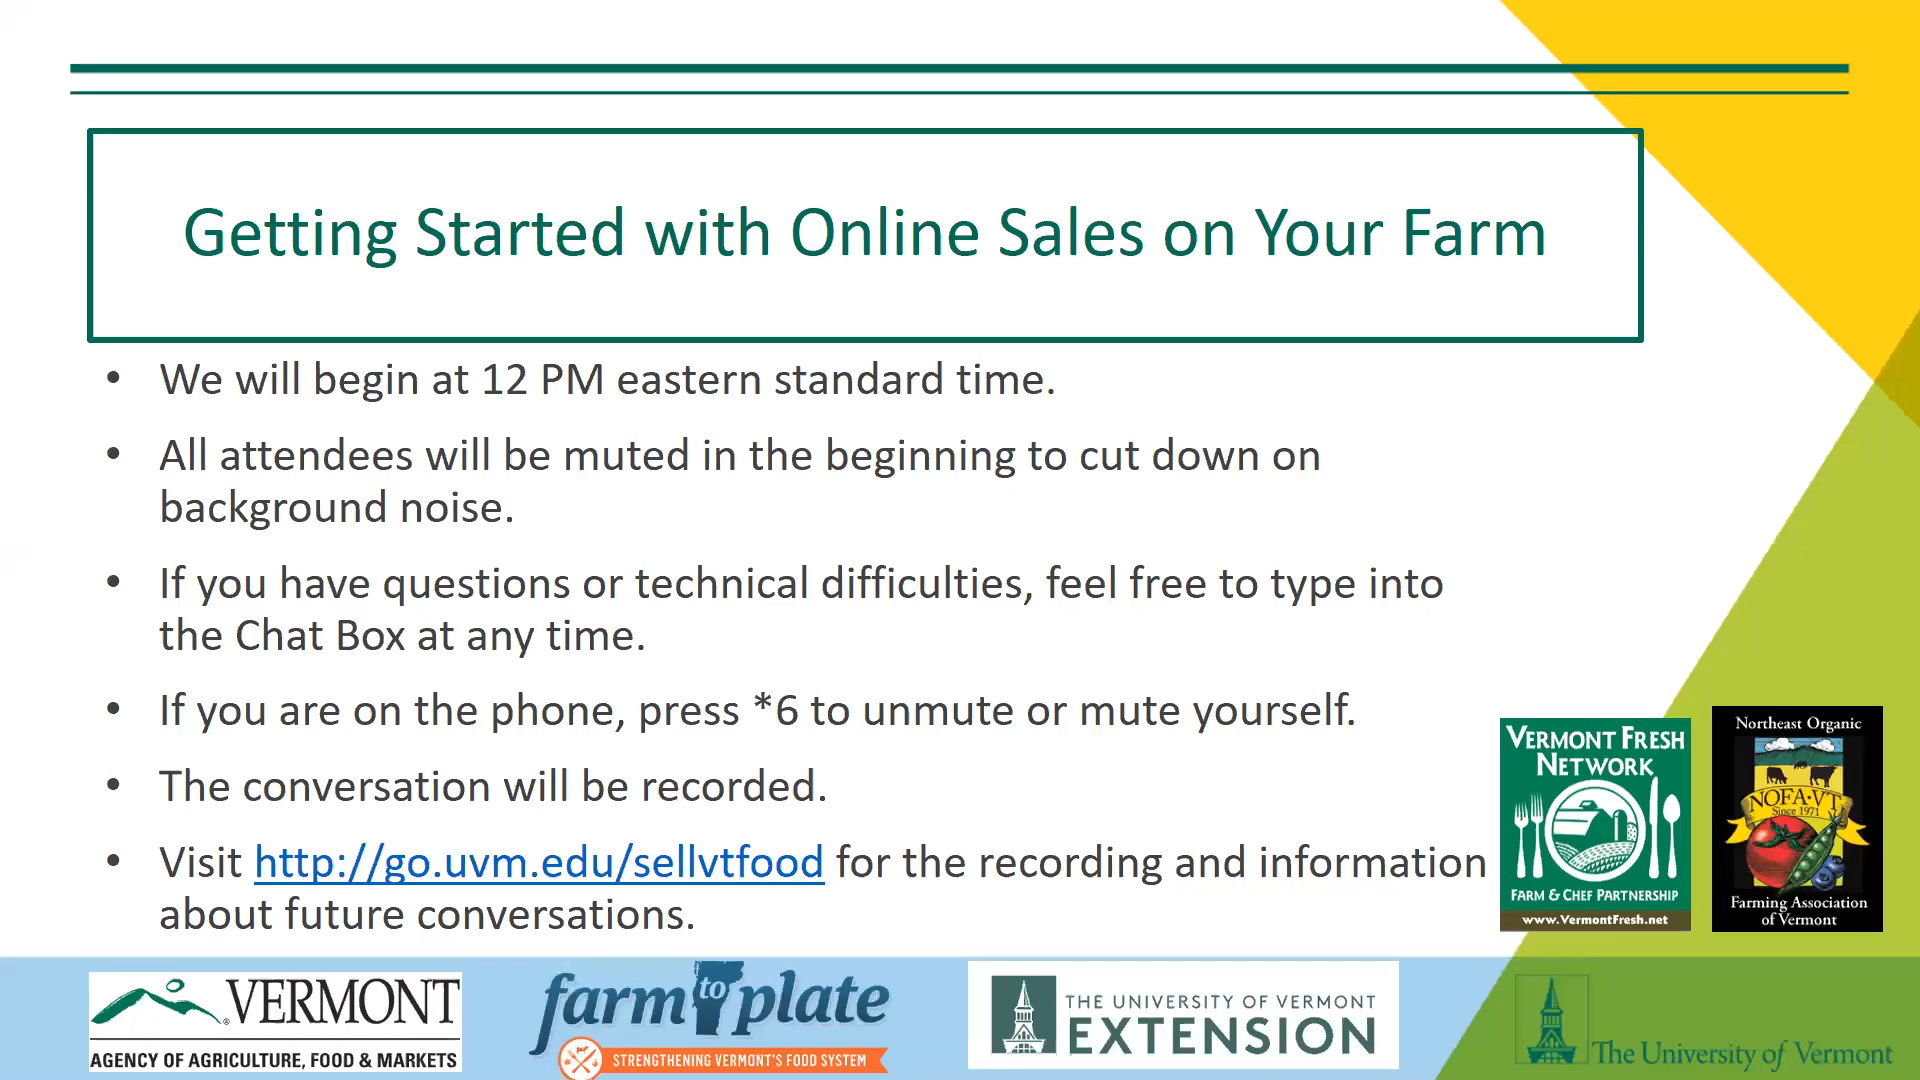 Getting Started with Online Sales on Your Farm
• We will begin at 12 PM eastern standard time.
• All attendees will be muted in the beginning to cut down on
background noise.
• If you have questions or technical difficulties, feel free to type into
the Chat Box at any time.
• If you are on the phone, press *6 to unmute or mute yourself.
• The conversation will be recorded.
• Visit http://go.uvm.edu/sellvtfood for the recording and information
about future conversations.
VERMONT FRESH
NETWORK
FARM & CHEF PARTNERSHIP
www.VermontFresh.net
Northeast Organic
NOFA·VT
Since 1971
Farming Association
of Vermont
VERMONT
AGENCY OF AGRICULTURE, FOOD & MARKETS
farm to plate
STRENGTHENING VERMONT'S FOOD SYSTEM
THE UNIVERSITY OF VERMONT
EXTENSION
The University of Vermont